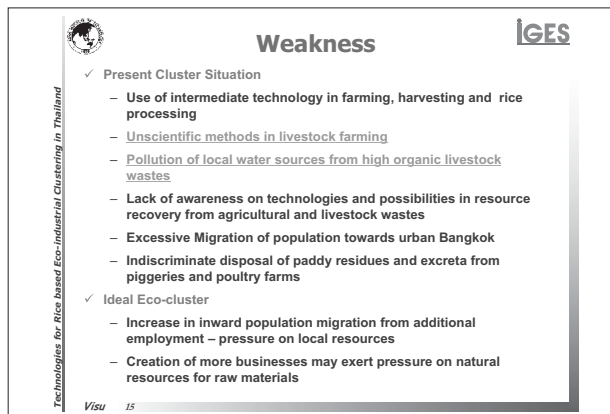 Weakness
IGES
✓ Present Cluster Situation
– Use of intermediate technology in farming, harvesting and rice
processing
– Unscientific methods in livestock farming
– Pollution of local water sources from high organic livestock
wastes
– Lack of awareness on technologies and possibilities in resource
recovery from agricultural and livestock wastes
– Excessive Migration of population towards urban Bangkok
– Indiscriminate disposal of paddy residues and excreta from
piggeries and poultry farms
✓ Ideal Eco-cluster
– Increase in inward population migration from additional
employment – pressure on local resources
– Creation of more businesses may exert pressure on natural
resources for raw materials
Technologies for Rice based Eco-industrial Clustering in Thailand
Visu 15